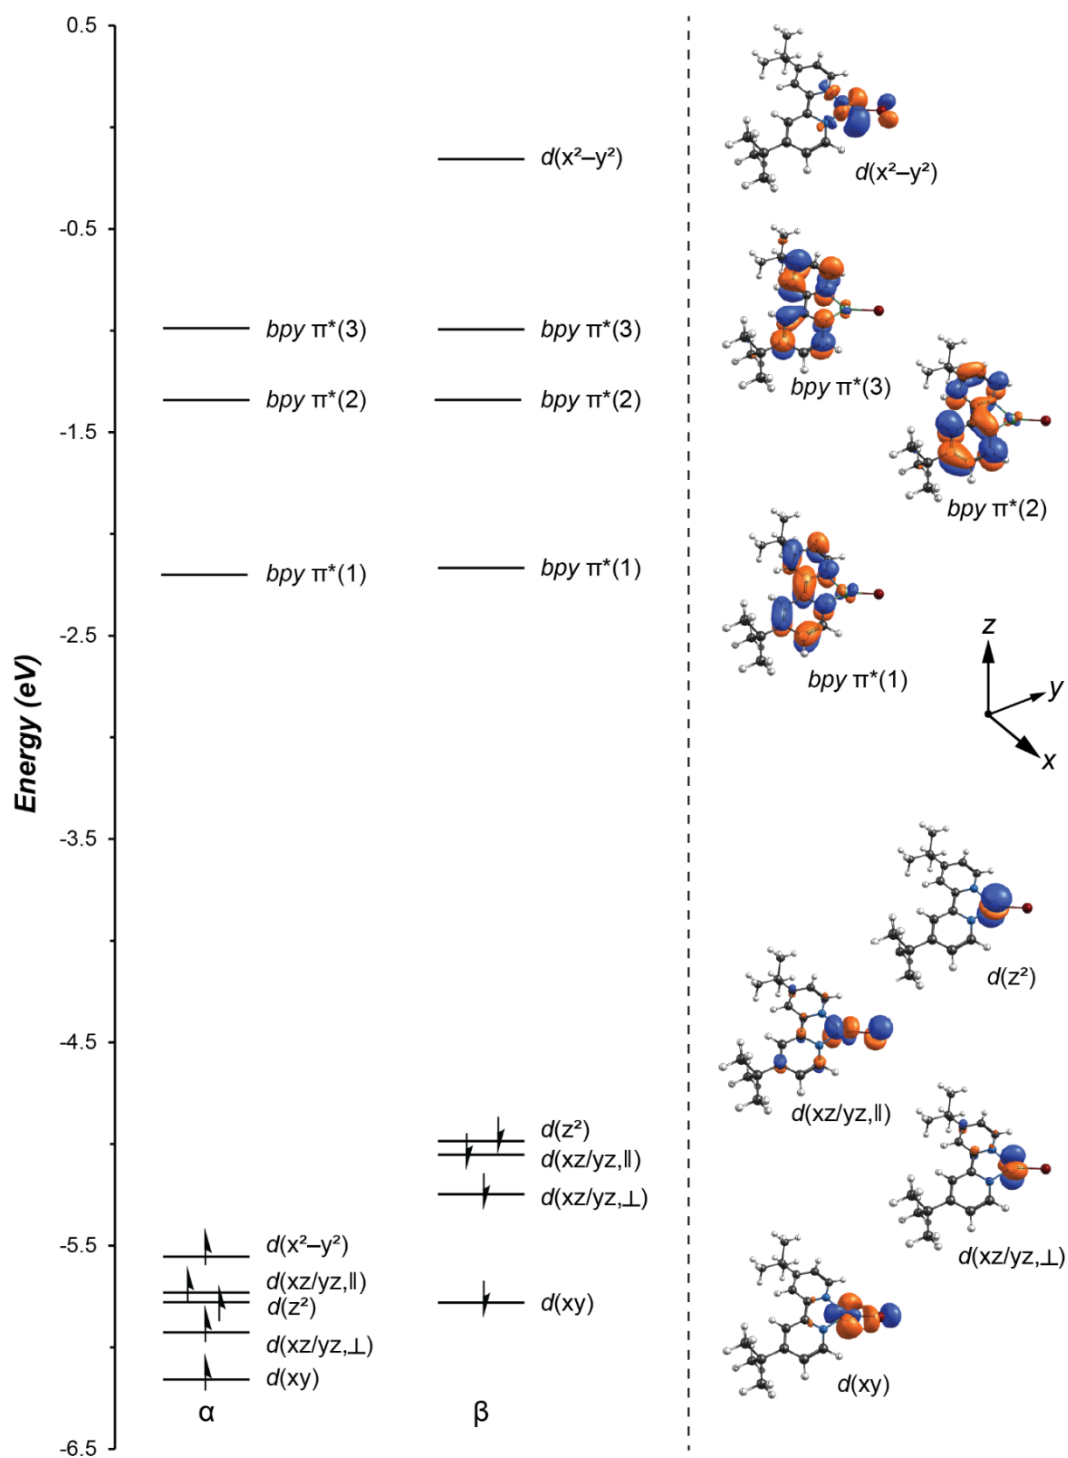 Energy (eV)
0.5
-0.5
-1.5
-2.5
-3.5
-4.5
-5.5
-6.5
bpy π*(3)
bpy π*(2)
bpy π*(1)
d(x²–y²)
d(xz/yz,ǁ)
d(z²)
d(xz/yz,⊥)
d(xy)
α
d(x²–y²)
bpy π*(3)
bpy π*(2)
bpy π*(1)
d(z²)
d(xz/yz,ǁ)
d(xz/yz,⊥)
d(xy)
β
d(x²–y²)
bpy π*(3)
bpy π*(2)
bpy π*(1)
z
y
x
d(z²)
d(xz/yz,ǁ)
d(xz/yz,⊥)
d(xy)